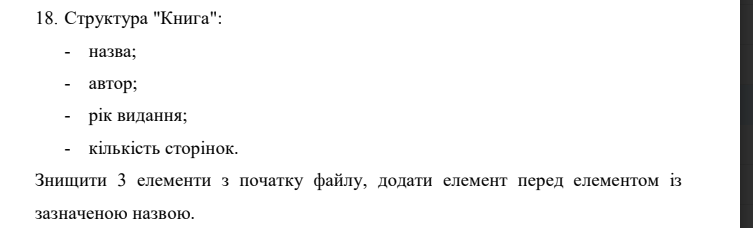 18. Структура "Книга":
- назва;
- автор;
- рік видання;
- кількість сторінок.
Знищити 3 елементи з початку файлу, додати елемент перед елементом із
зазначеною назвою.